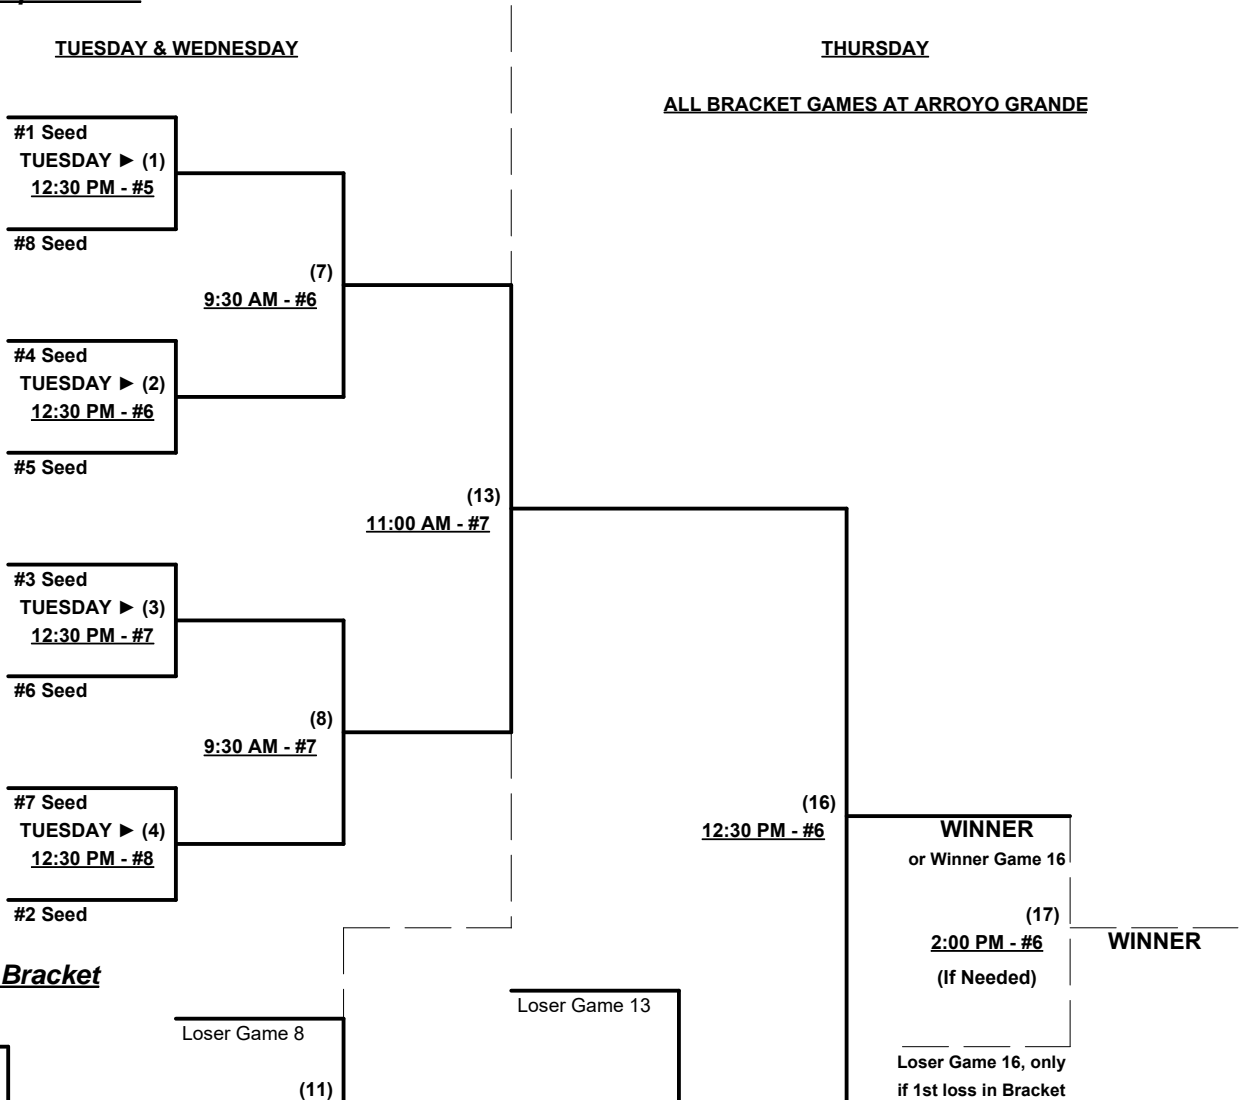 TUESDAY & WEDNESDAY
THURSDAY
ALL BRACKET GAMES AT ARROYO GRANDE
#1 Seed
TUESDAY ► (1)
12:30 PM - #5
#8 Seed
(7)
9:30 AM - #6
#4 Seed
TUESDAY ► (2)
12:30 PM - #6
#5 Seed
(13)
11:00 AM - #7
#3 Seed
TUESDAY ► (3)
12:30 PM - #7
#6 Seed
(8)
9:30 AM - #7
#7 Seed
TUESDAY ► (4)
12:30 PM - #8
#2 Seed
(16)
12:30 PM - #6
WINNER
or Winner Game 16
(17)
2:00 PM - #6
(If Needed)
WINNER
Bracket
Loser Game 13
Loser Game 8
(11)
Loser Game 16, only
if 1st loss in Bracket